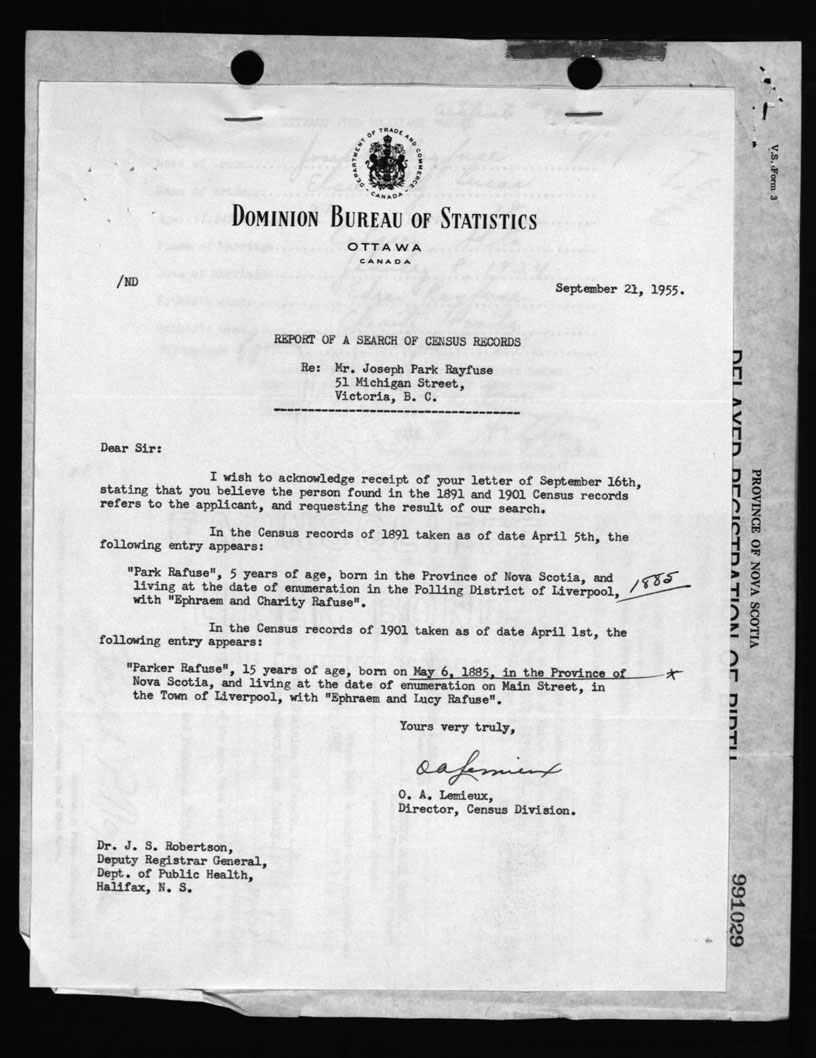 DEPARTMENT OF TRADE AND COMMERCE
CANADA
DOMINION BUREAU OF STATISTICS
OTTAWA
CANADA
/ND
September 21, 1955.
REPORT OF A SEARCH OF CENSUS RECORDS
Re: Mr. Joseph Park Rayfuse
51 Michigan Street,
Victoria, B. C.
Dear Sir:
I wish to acknowledge receipt of your letter of September 16th,
stating that you believe the person found in the 1891 and 1901 Census records
refers to the applicant, and requesting the result of our search.
In the Census records of 1891 taken as of date April 5th, the
following entry appears:
"Park Rafuse", 5 years of age, born in the Province of Nova Scotia, and
living at the date of enumeration in the Polling District of Liverpool, 1885
with "Ephraem and Charity Rafuse".
In the Census records of 1901 taken as of date April 1st, the
following entry appears:
"Parker Rafuse", 15 years of age, born on May 6, 1885, in the Province of *
Nova Scotia, and living at the date of enumeration on Main Street, in
the Town of Liverpool, with "Ephraem and Lucy Rafuse".
Yours very truly,
O A Lemieux
O. A. Lemieux,
Director, Census Division.
Dr. J. S. Robertson,
Deputy Registrar General,
Dept. of Public Health,
Halifax, N. S.
V.S. Form 3
PROVINCE OF NOVA SCOTIA
DELAYED REGISTRATION OF BIRTH
991029